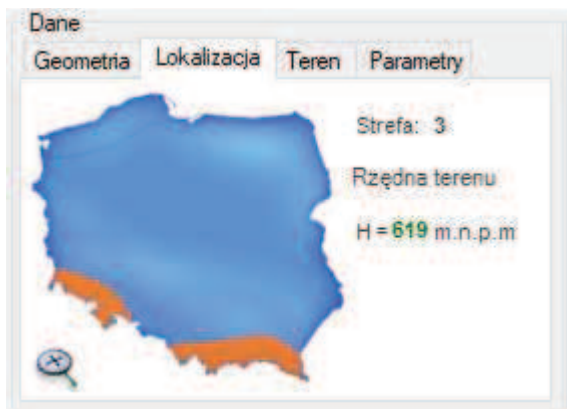 Dane
Geometria Lokalizacja Teren Parametry
Strefa: 3
Rzędna terenu
H = 619 m.n.p.m